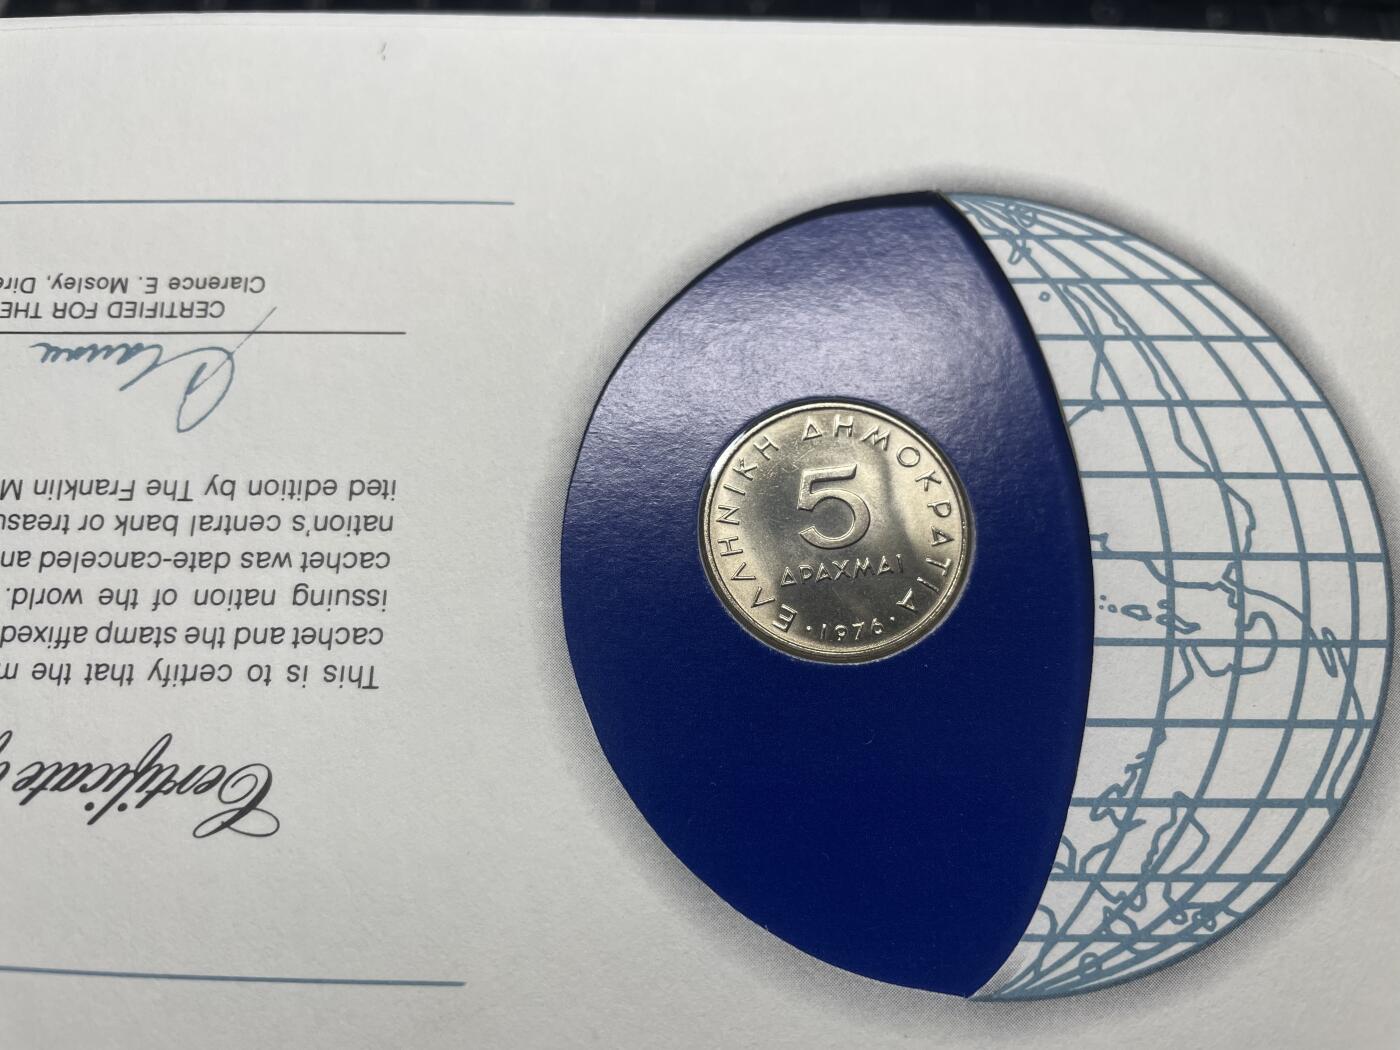 Certificate
This is to certify that the m
cachet and the stamp affixed
issuing nation of the world.
cachet was date-canceled an
nation's central bank or treasu
ited edition by The Franklin M
CERTIFIED FOR THE
Clarence E. Mosley, Dire
ΕΛΛΗΝΙΚΗ ΔΗΜΟΚΡΑΤΙΑ
5
ΔΡΑΧΜΑΙ
·1976·